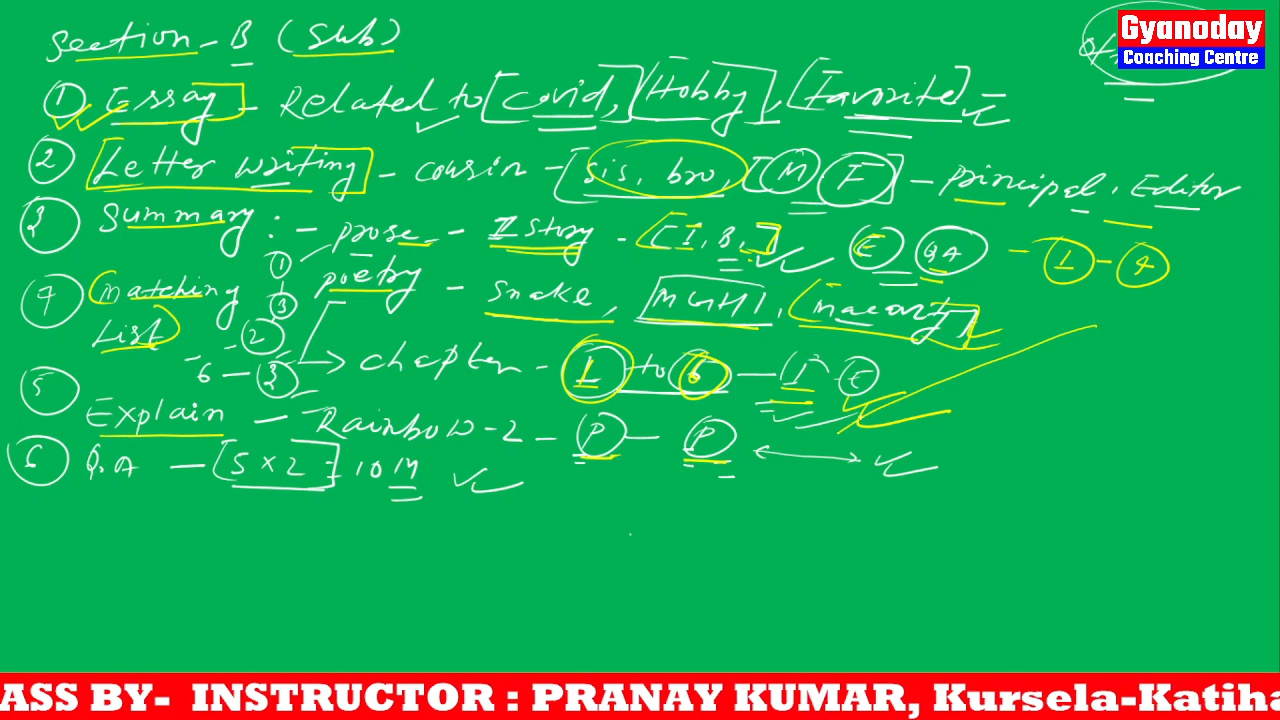 Gyanoday
Coaching Centre
Section - B (Sub)
① Essay - Related to [Covid, Hobby, (Favorite) -
② Letter writing - cousin - [sis, bro, [M F] - principal, Editor
③ Summary : - prose - story - [I, B,] E QA - 1 - 4
④ Matching List
① poetry - Snake, MGHI,
③
②
6 - 3 → chapter - 1 to 6 - I E
5 Explain - Rainbow - 2 - P - P
6 Q.A - [5 × 2] = 10 M
ASS BY- INSTRUCTOR : PRANAY KUMAR, Kursela-Katiha